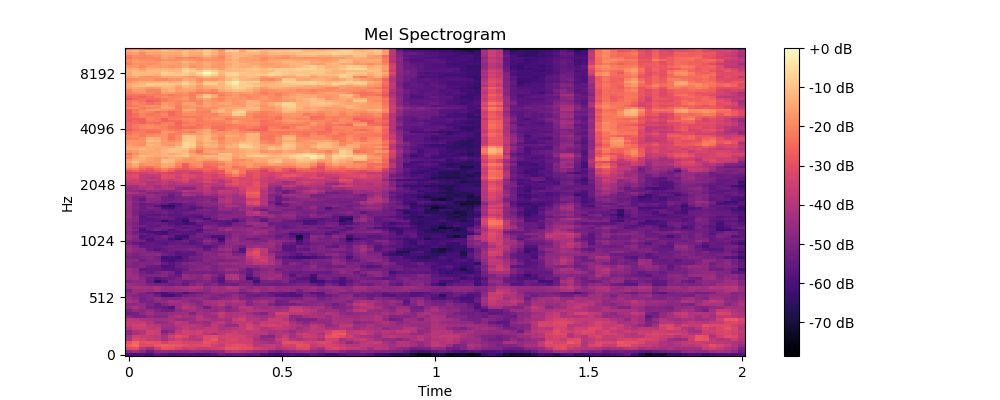 Mel Spectrogram
Hz
8192
4096
2048
1024
512
0
0
0.5
1
1.5
2
Time
+0 dB
-10 dB
-20 dB
-30 dB
-40 dB
-50 dB
-60 dB
-70 dB